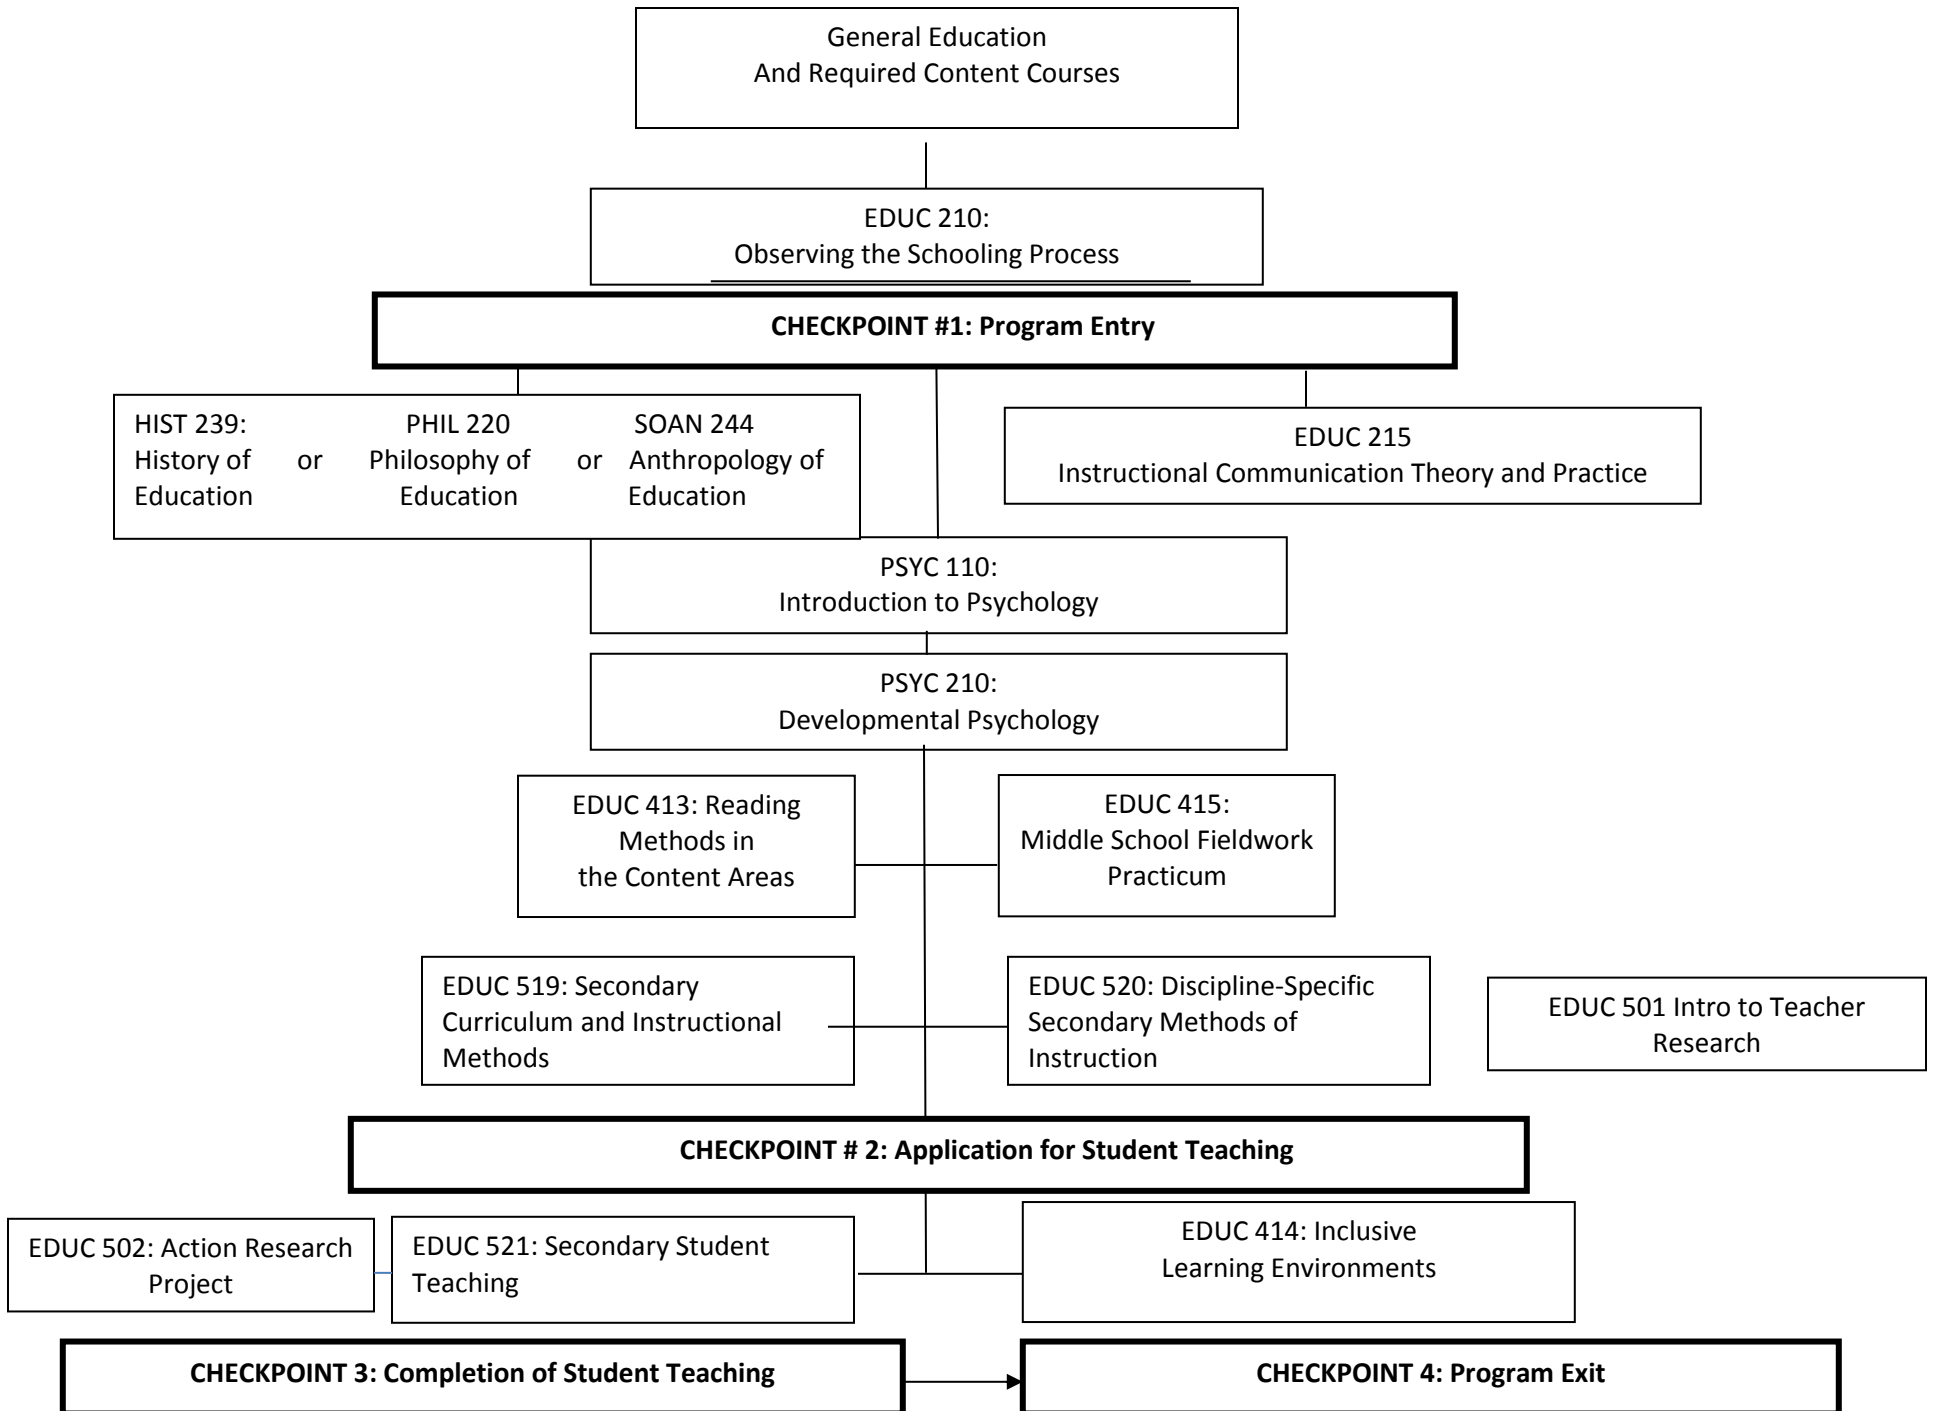 General Education
And Required Content Courses
EDUC 210:
Observing the Schooling Process
CHECKPOINT #1: Program Entry
HIST 239: PHIL 220 SOAN 244
History of or Philosophy of or Anthropology of
Education Education Education
EDUC 215
Instructional Communication Theory and Practice
PSYC 110:
Introduction to Psychology
PSYC 210:
Developmental Psychology
EDUC 413: Reading
Methods in
the Content Areas
EDUC 415:
Middle School Fieldwork
Practicum
EDUC 519: Secondary
Curriculum and Instructional
Methods
EDUC 520: Discipline-Specific
Secondary Methods of
Instruction
EDUC 501 Intro to Teacher
Research
CHECKPOINT # 2: Application for Student Teaching
EDUC 502: Action Research
Project
EDUC 521: Secondary Student
Teaching
EDUC 414: Inclusive
Learning Environments
CHECKPOINT 3: Completion of Student Teaching
CHECKPOINT 4: Program Exit